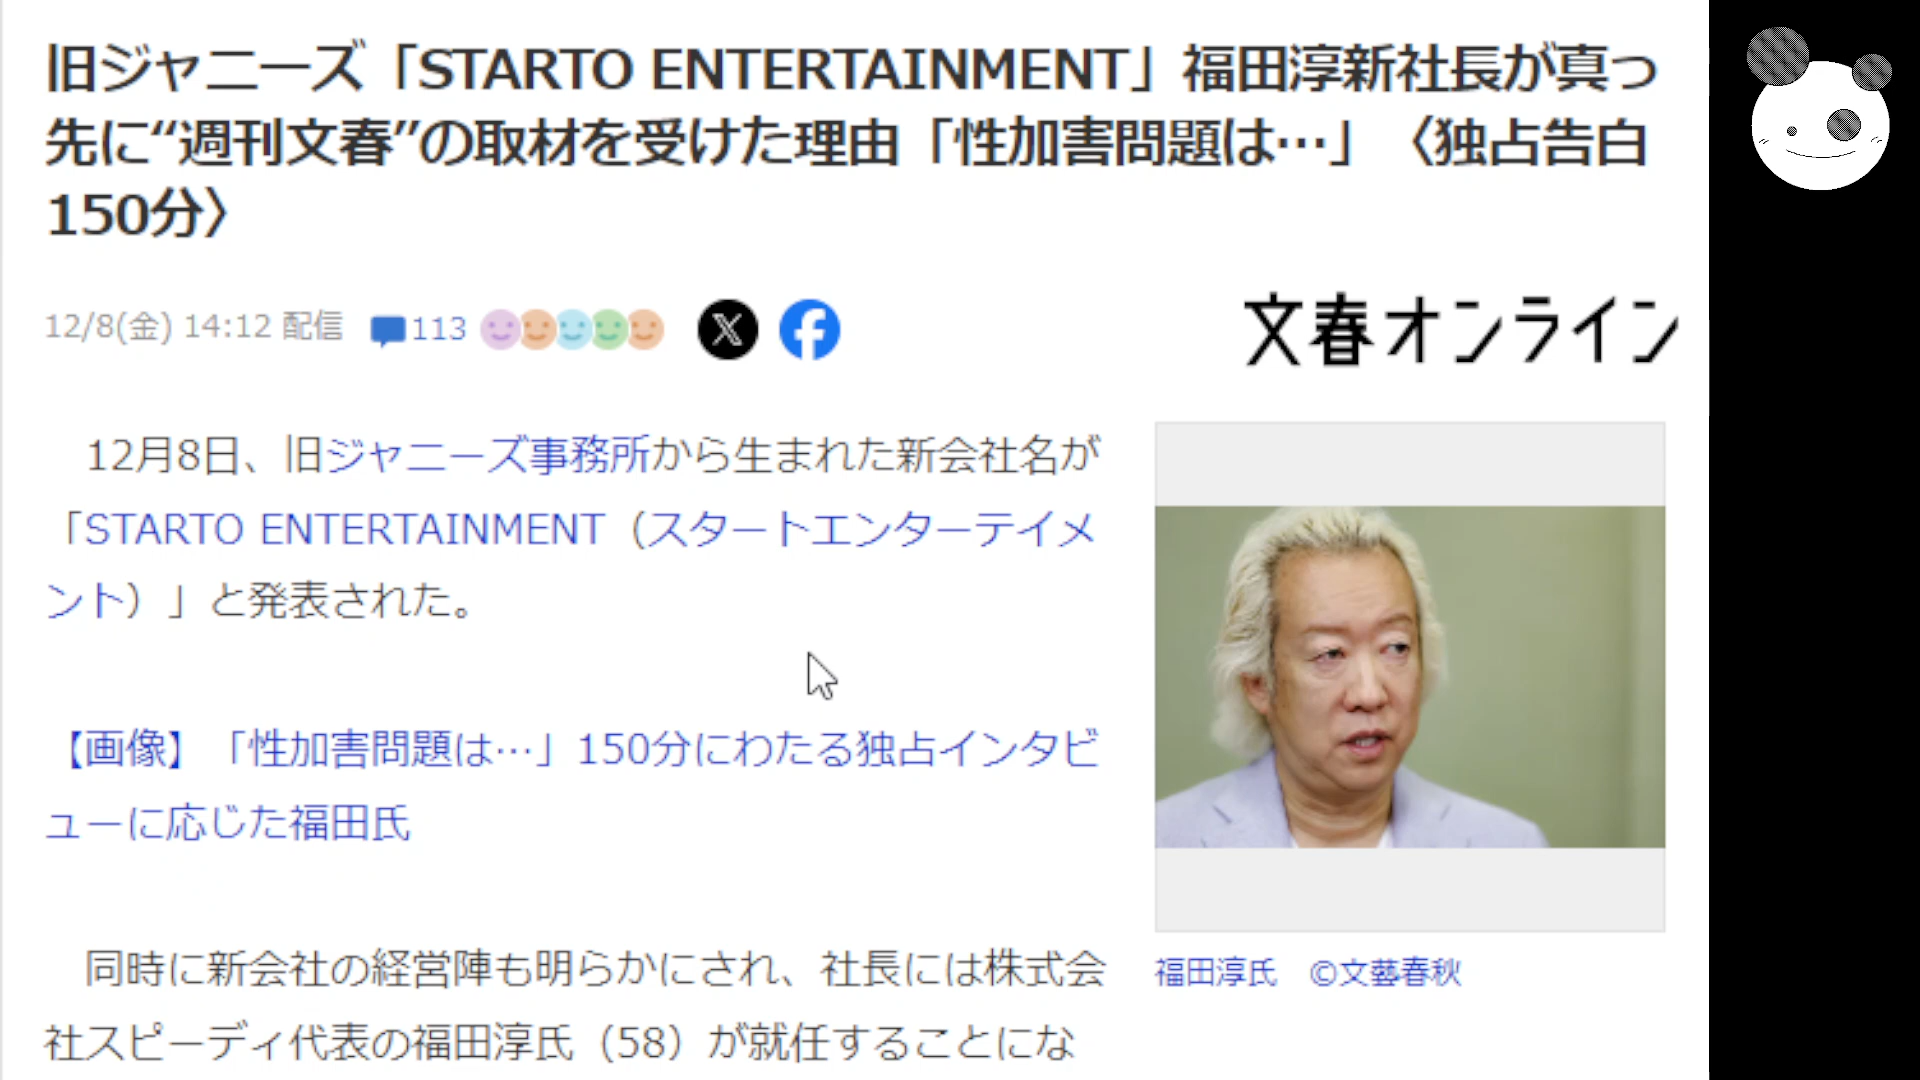 旧ジャニーズ「STARTO ENTERTAINMENT」福田淳新社長が真っ
先に“週刊文春”の取材を受けた理由「性加害問題は…」〈独占告白
150分〉
12/8(金) 14:12 配信 113
文春オンライン
12月8日、旧ジャニーズ事務所から生まれた新会社名が
「STARTO ENTERTAINMENT（スタートエンターテイメ
ント）」と発表された。
【画像】「性加害問題は…」150分にわたる独占インタビ
ューに応じた福田氏
同時に新会社の経営陣も明らかにされ、社長には株式会
社スピーディ代表の福田淳氏（58）が就任することにな
福田淳氏　©文藝春秋